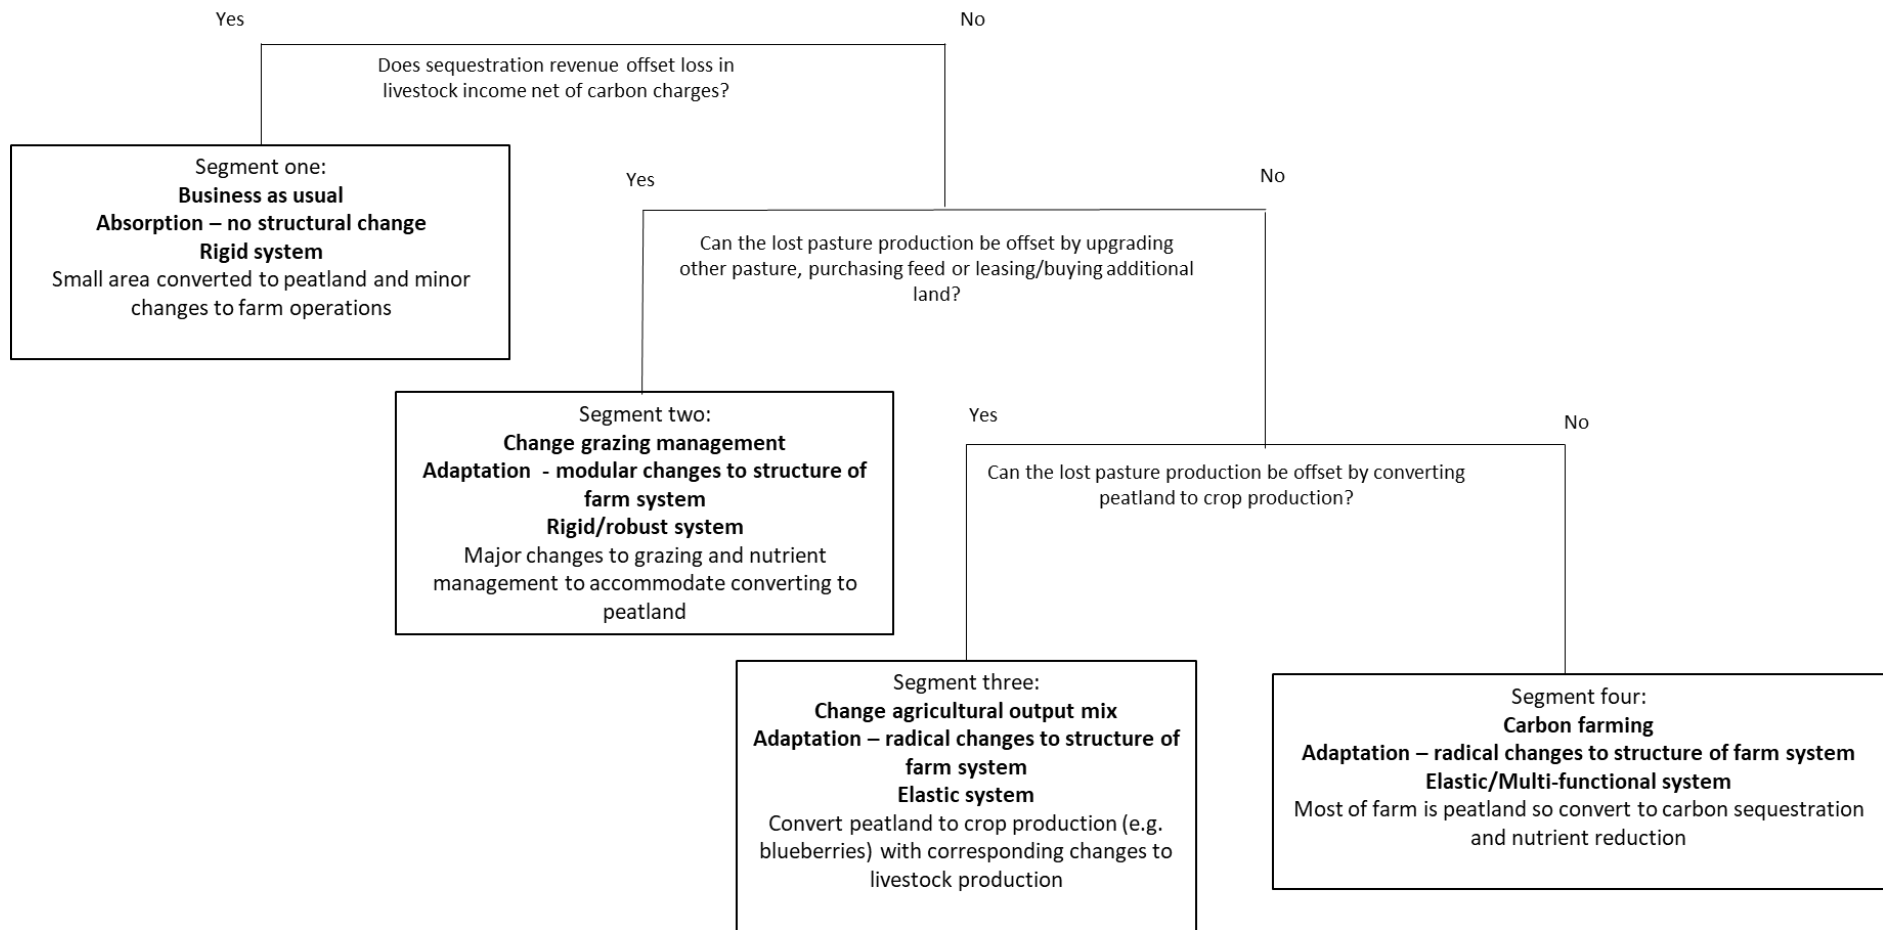 Yes
No
Does sequestration revenue offset loss in
livestock income net of carbon charges?
Segment one:
Business as usual
Absorption – no structural change
Rigid system
Small area converted to peatland and minor
changes to farm operations
Yes
No
Can the lost pasture production be offset by upgrading
other pasture, purchasing feed or leasing/buying additional
land?
Segment two:
Change grazing management
Adaptation - modular changes to structure of
farm system
Rigid/robust system
Major changes to grazing and nutrient
management to accommodate converting to
peatland
Yes
No
Can the lost pasture production be offset by converting
peatland to crop production?
Segment three:
Change agricultural output mix
Adaptation – radical changes to structure of
farm system
Elastic system
Convert peatland to crop production (e.g.
blueberries) with corresponding changes to
livestock production
Segment four:
Carbon farming
Adaptation – radical changes to structure of farm system
Elastic/Multi-functional system
Most of farm is peatland so convert to carbon sequestration
and nutrient reduction